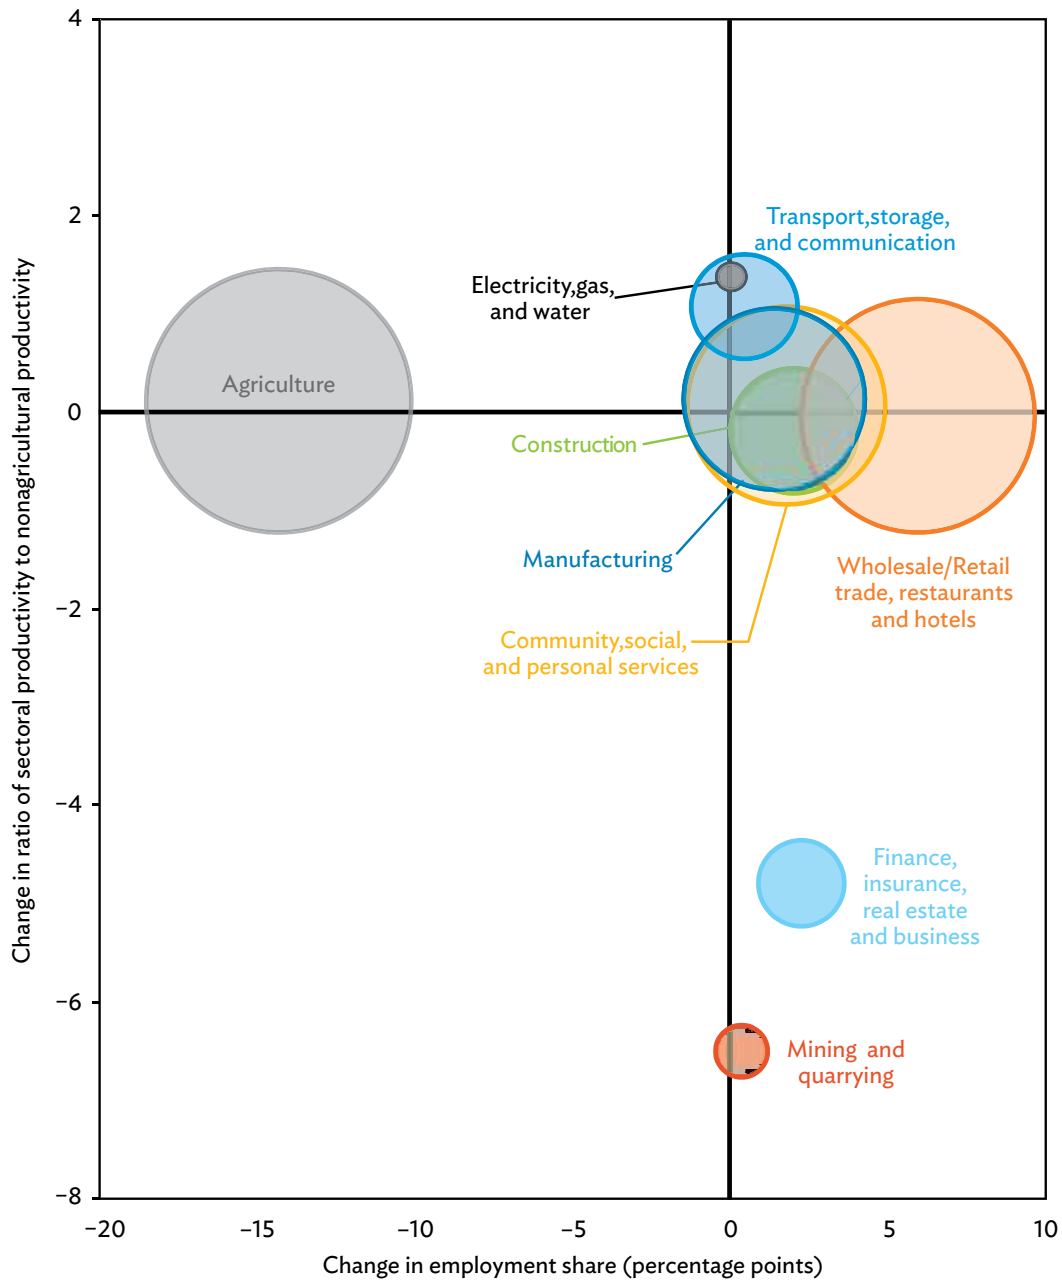 4
2
0
−2
−4
−6
−8
Change in ratio of sectoral productivity to nonagricultural productivity
Transport,storage,
and communication
Electricity,gas,
and water
Agriculture
Construction
Manufacturing
Wholesale/Retail
trade, restaurants
and hotels
Community,social,
and personal services
Finance,
insurance,
real estate
and business
Mining and
quarrying
−20 −15 −10 −5 0 5 10
Change in employment share (percentage points)